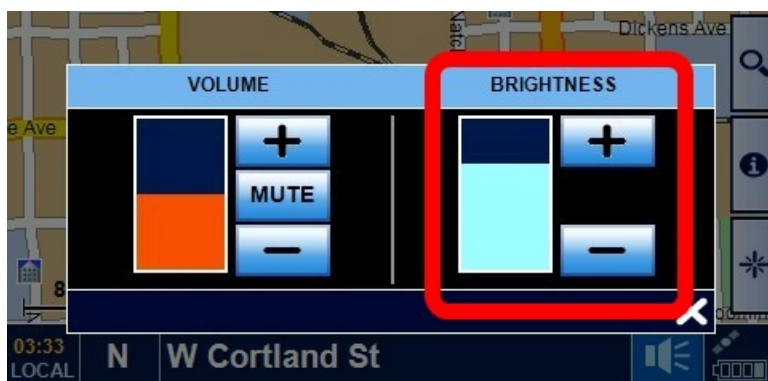 Dickens Ave
VOLUME
BRIGHTNESS
e Ave
+
+
MUTE
−
−
8
03:33
LOCAL
N
W Cortland St